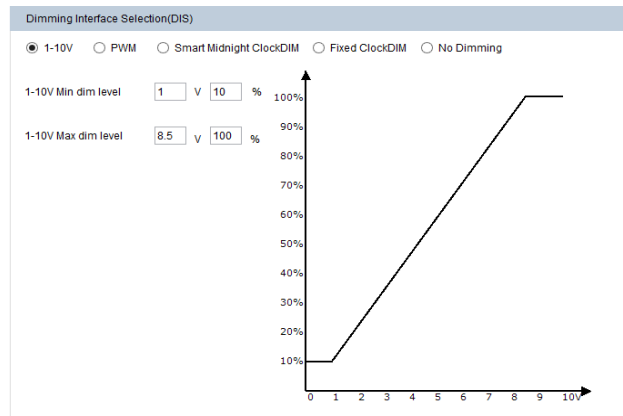 Dimming Interface Selection(DIS)
1-10V PWM Smart Midnight ClockDIM Fixed ClockDIM No Dimming
1-10V Min dim level 1 V 10 %
1-10V Max dim level 8.5 V 100 %
100%
90%
80%
70%
60%
50%
40%
30%
20%
10%
0 1 2 3 4 5 6 7 8 9 10V